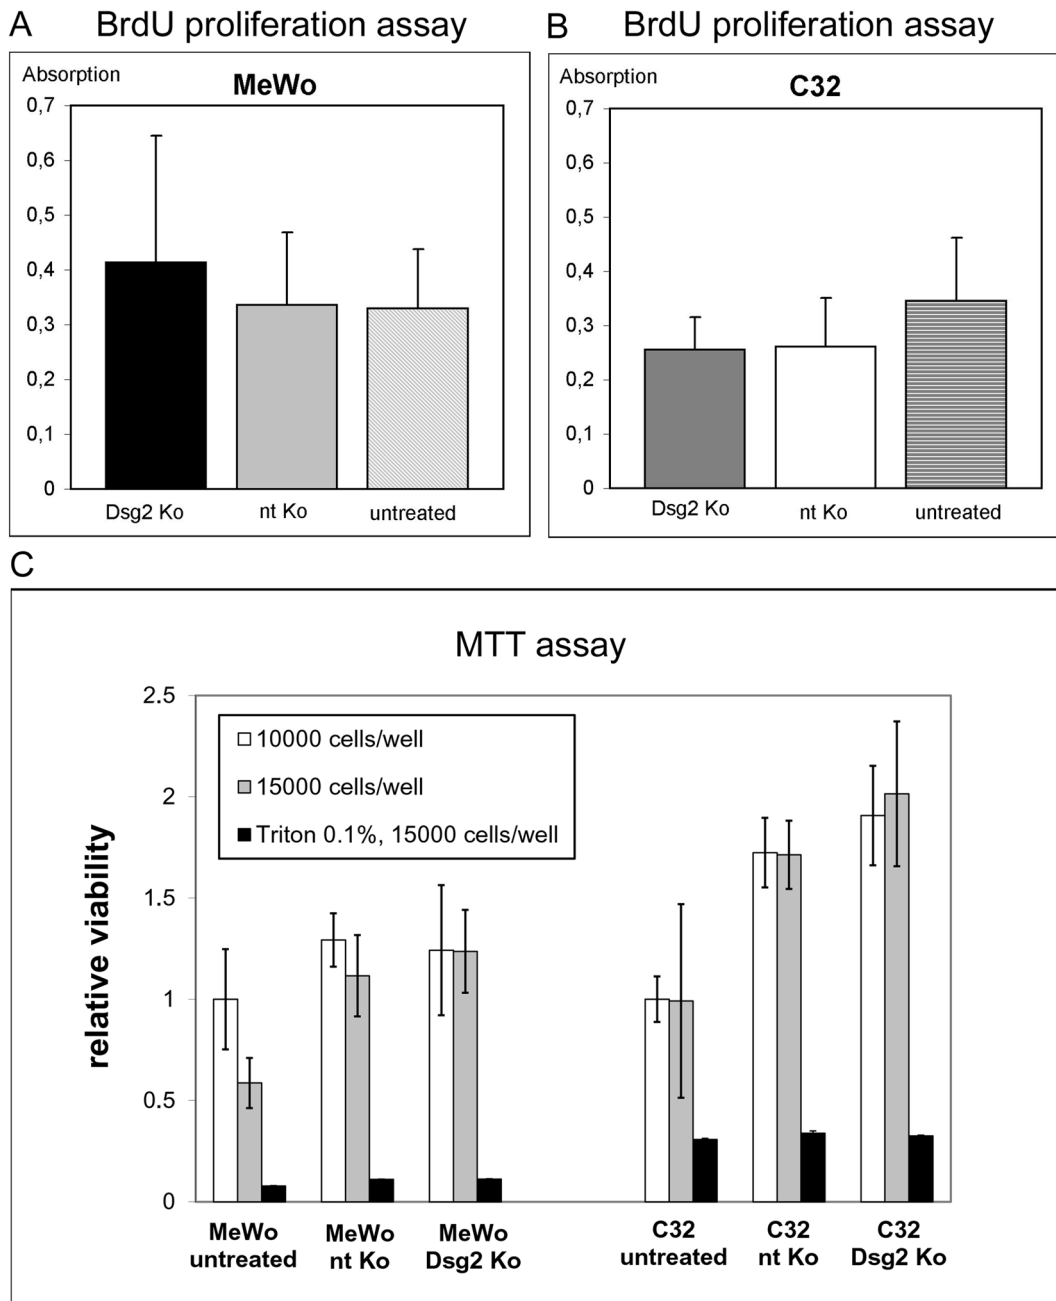 A
BrdU proliferation assay
Absorption
MeWo
0,7
0,6
0,5
0,4
0,3
0,2
0,1
0
Dsg2 Ko
nt Ko
untreated
B
BrdU proliferation assay
Absorption
C32
0,7
0,6
0,5
0,4
0,3
0,2
0,1
0
Dsg2 Ko
nt Ko
untreated
C
MTT assay
relative viability
2.5
2
1.5
1
0.5
0
10000 cells/well
15000 cells/well
Triton 0.1%, 15000 cells/well
MeWo
untreated
MeWo
nt Ko
MeWo
Dsg2 Ko
C32
untreated
C32
nt Ko
C32
Dsg2 Ko